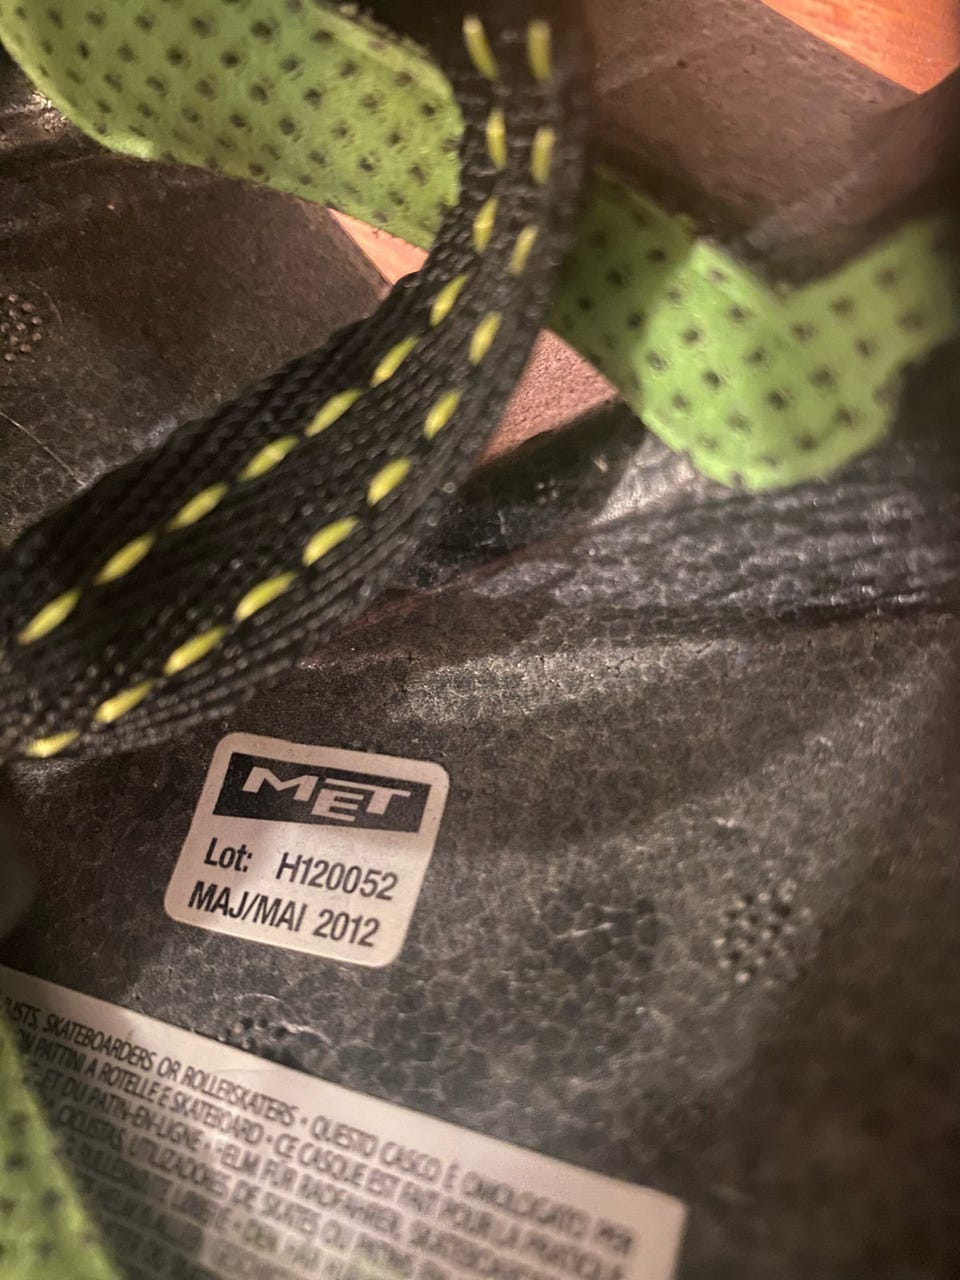 MET
Lot: H120052
MAJ/MAI 2012
SKATEBOARDERS OR ROLLERSKATERS • QUESTO CASCO È OMOLOGATO PER
PATTINI A ROTELLE E SKATEBOARD • CE CASQUE EST FAIT POUR LA PRATIQUE
ET DU PATIN-EN-LIGNE • HELM FÜR RADFAHRER, SKATEBOARD
CICLISTAS, UTILIZADORES DE SKATES OU PATINS